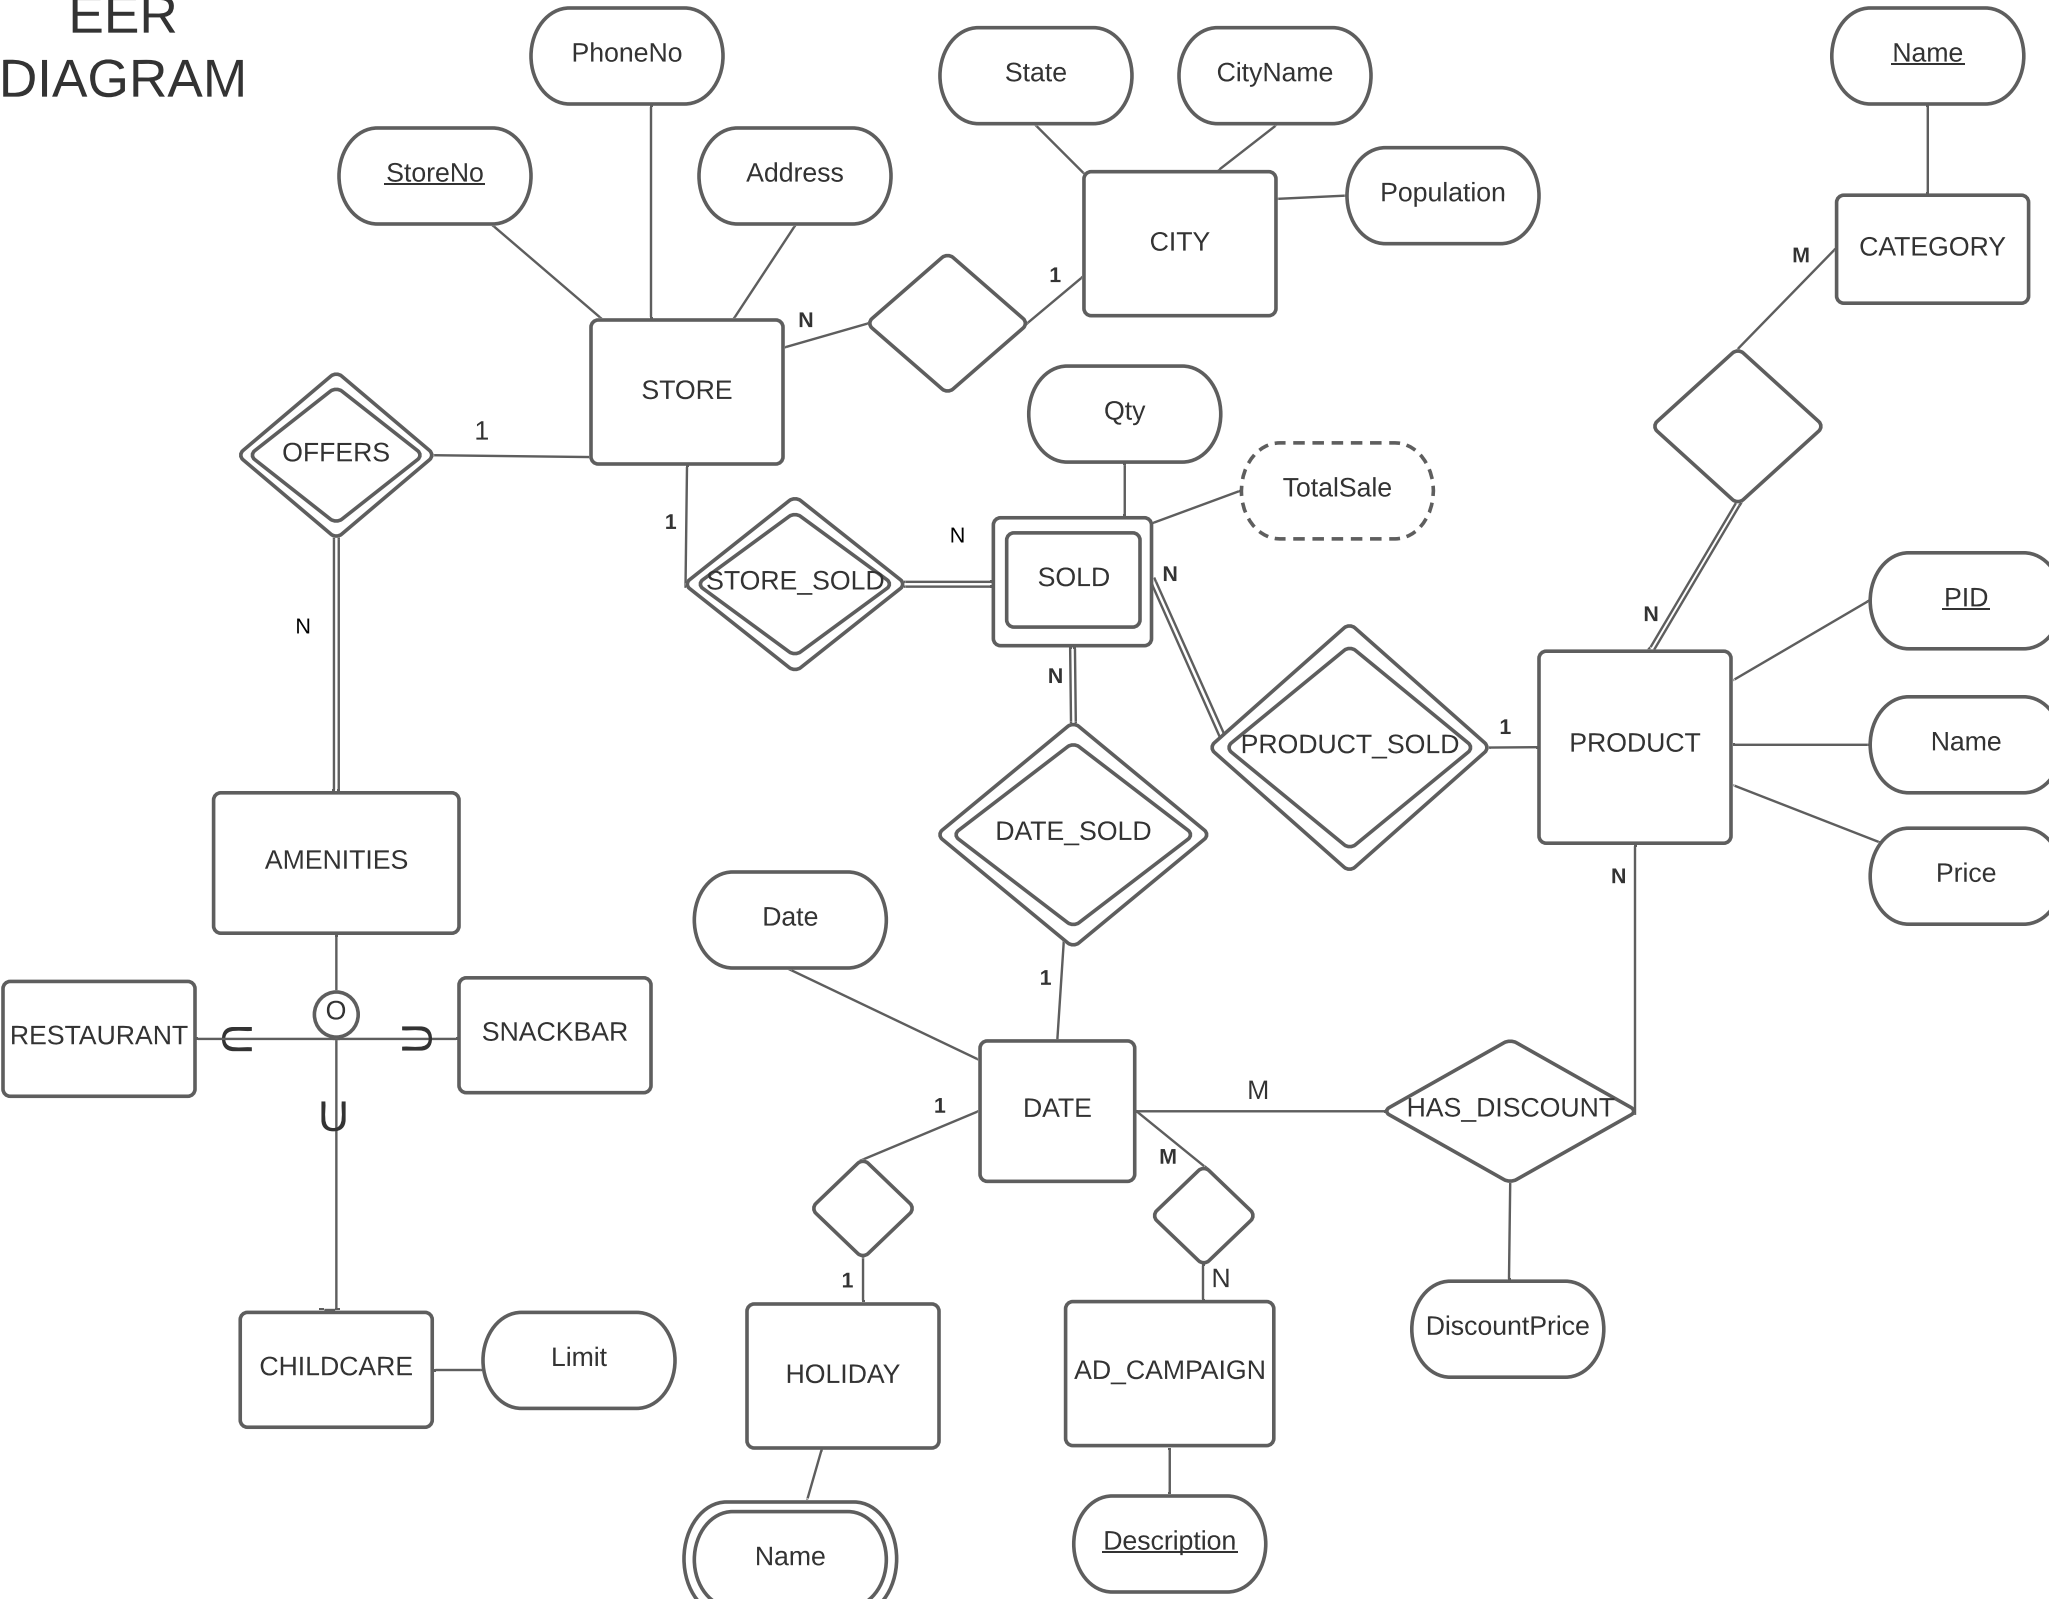 EER
DIAGRAM
PhoneNo
State
CityName
Name
StoreNo
Address
Population
CITY
CATEGORY
M
1
N
STORE
Qty
OFFERS
1
TotalSale
1
N
SOLD
N
STORE_SOLD
PID
N
N
N
PRODUCT_SOLD
1
PRODUCT
Name
DATE_SOLD
AMENITIES
N
Price
Date
1
RESTAURANT
O
SNACKBAR
1
DATE
M
HAS_DISCOUNT
M
1
N
DiscountPrice
CHILDCARE
Limit
HOLIDAY
AD_CAMPAIGN
Name
Description